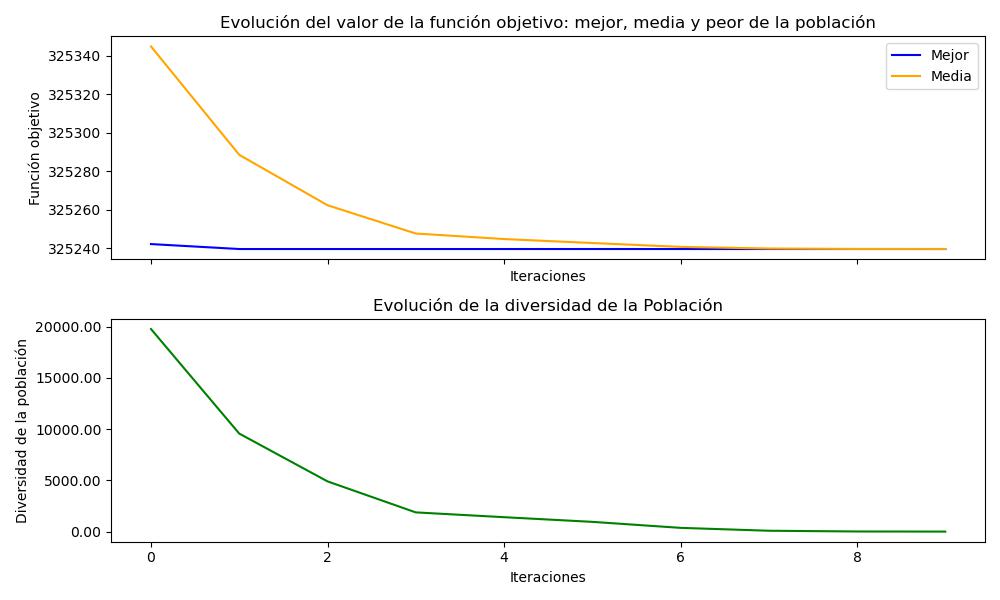 Evolución del valor de la función objetivo: mejor, media y peor de la población
325340
325320
325300
325280
325260
325240
Función objetivo
Mejor
Media
Iteraciones
Evolución de la diversidad de la Población
20000.00
15000.00
10000.00
5000.00
0.00
Diversidad de la población
0 2 4 6 8
Iteraciones